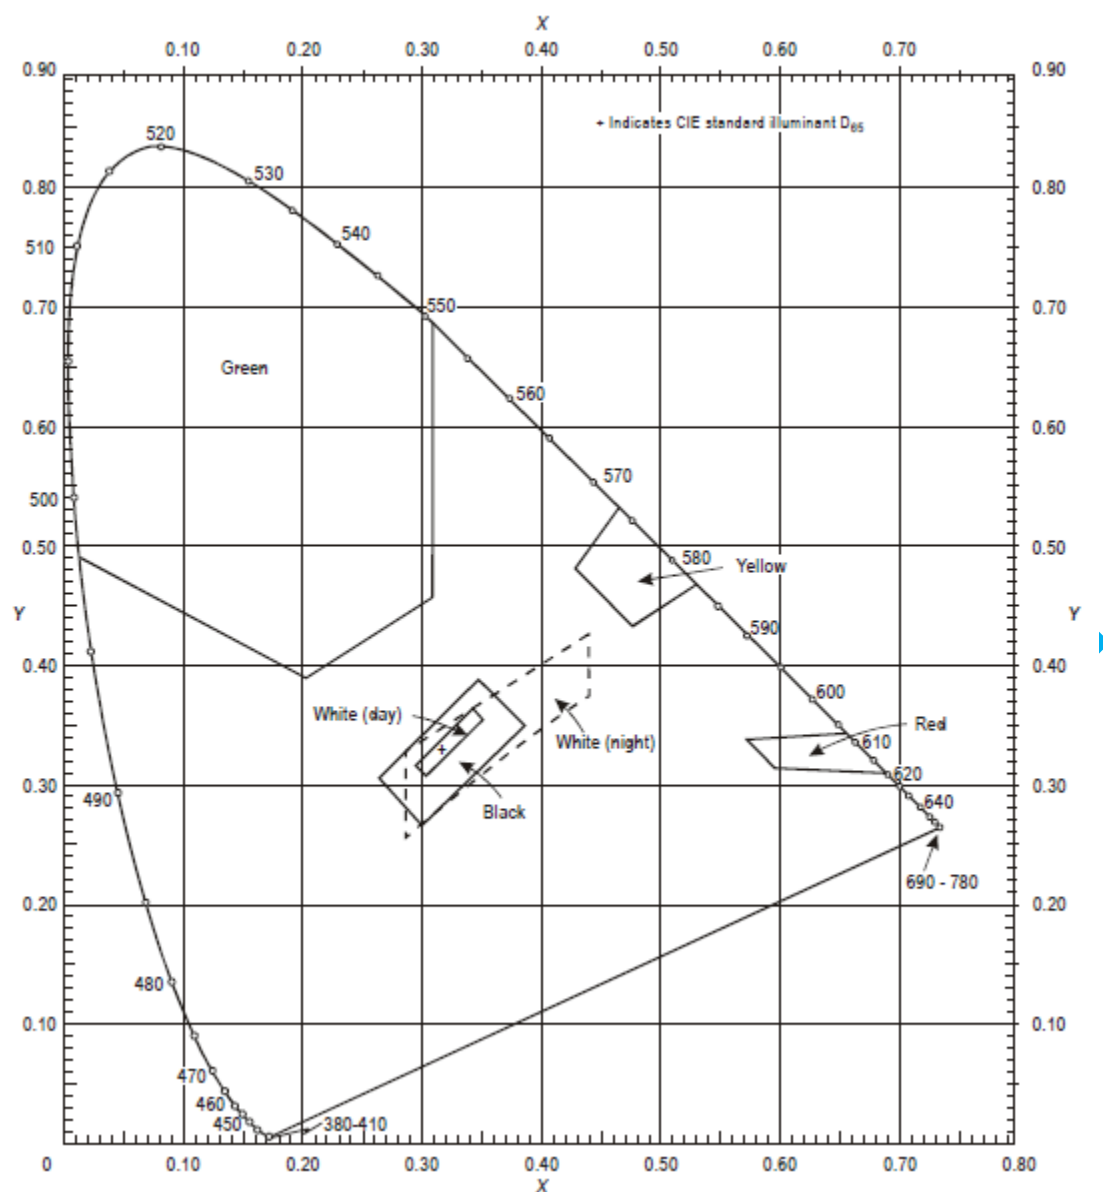 X
0.10 0.20 0.30 0.40 0.50 0.60 0.70
0.90 0.90
+ Indicates CIE standard illuminant D65
520
530
0.80 0.80
540
510
550
0.70 0.70
Green
560
0.60 0.60
570
500
0.50 0.50
580
Yellow
590
Y Y
0.40 0.40
600
White (day)
Red
White (night)
610
620
0.30 0.30
490
Black
640
690 - 780
0.20 0.20
480
0.10 0.10
470
460
450
380-410
0 0.10 0.20 0.30 0.40 0.50 0.60 0.70 0.80
X